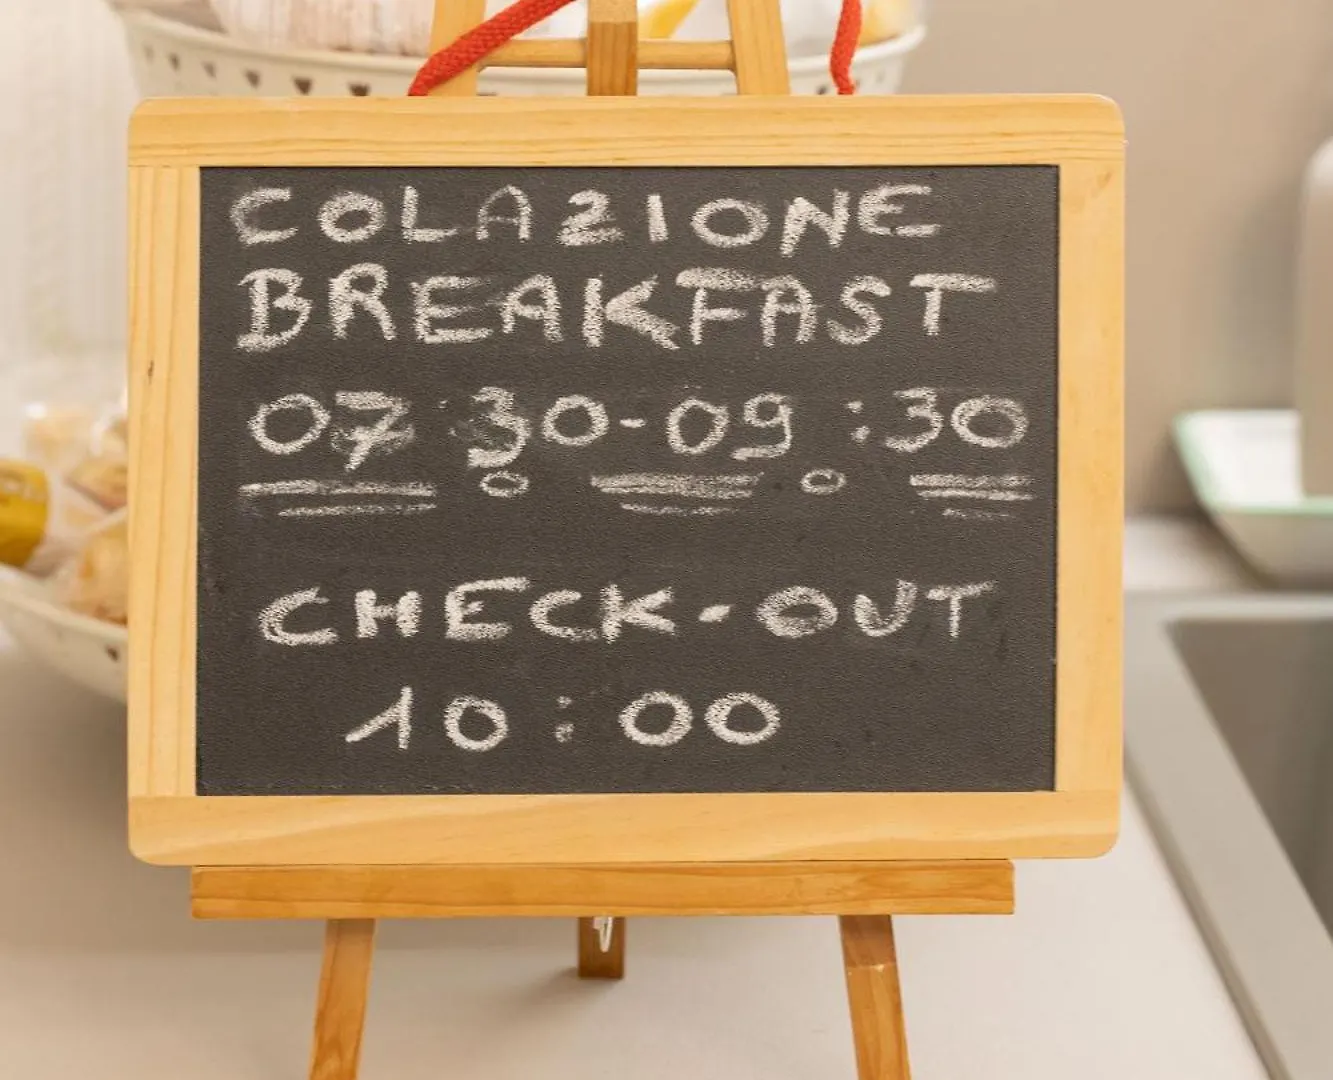 COLAZIONE
BREAKFAST
07:30-09:30
CHECK-OUT
10:00